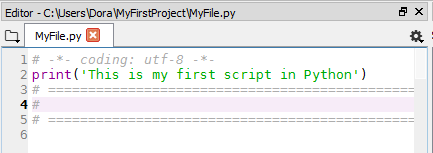 Editor - C:\Users\Dora\MyFirstProject\MyFile.py
MyFile.py
1 # -*- coding: utf-8 -*-
2 print('This is my first script in Python')
3 # ==============================================
4 #
5 # ==============================================
6